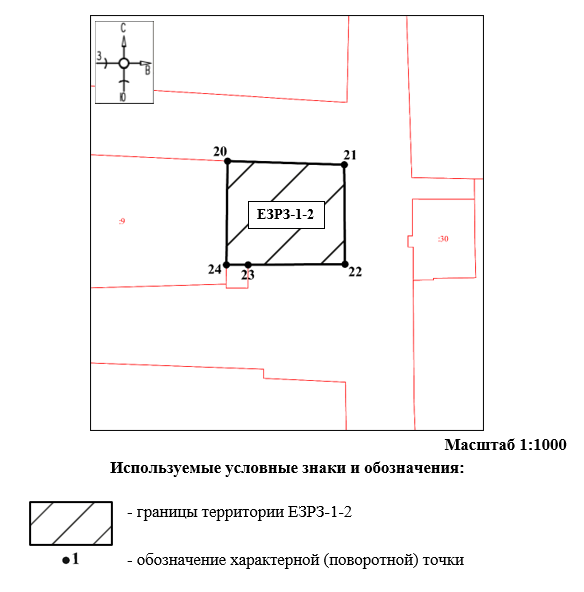 С
З
В
Ю
20
21
ЕЗРЗ-1-2
:9
:30
24
23
22
Масштаб 1:1000
Используемые условные знаки и обозначения:
- границы территории ЕЗРЗ-1-2
●1 - обозначение характерной (поворотной) точки